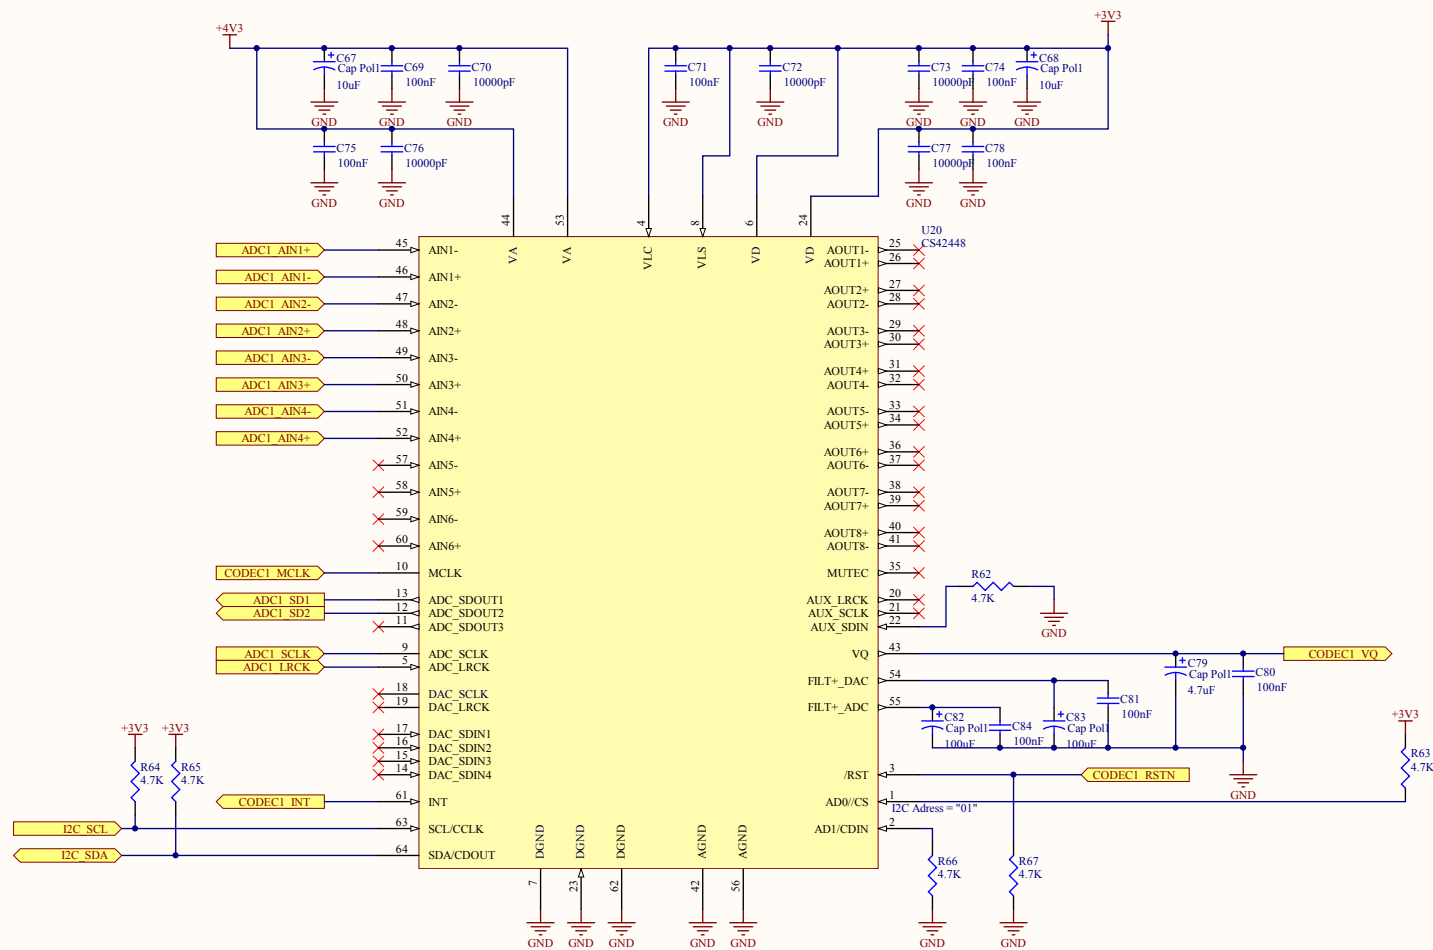 +4V3
+3V3
C67
Cap Pol1
10uF
C69
100nF
C70
10000pF
C71
100nF
C72
10000pF
C73
10000pF
C74
100nF
C68
Cap Pol1
10uF
GND
GND
GND
GND
GND
GND
GND
GND
C75
100nF
C76
10000pF
C77
10000pF
C78
100nF
GND
GND
GND
GND
44
53
4
8
6
24
VA
VA
VLC
VLS
VD
VD
U20
CS42448
ADC1_AIN1+
45
AIN1-
ADC1_AIN1-
46
AIN1+
ADC1_AIN2-
47
AIN2-
ADC1_AIN2+
48
AIN2+
ADC1_AIN3-
49
AIN3-
ADC1_AIN3+
50
AIN3+
ADC1_AIN4-
51
AIN4-
ADC1_AIN4+
52
AIN4+
57
AIN5-
58
AIN5+
59
AIN6-
60
AIN6+
CODEC1_MCLK
10
MCLK
ADC1_SD1
13
ADC_SDOUT1
ADC1_SD2
12
ADC_SDOUT2
11
ADC_SDOUT3
ADC1_SCLK
9
ADC_SCLK
ADC1_LRCK
5
ADC_LRCK
18
DAC_SCLK
19
DAC_LRCK
17
DAC_SDIN1
16
DAC_SDIN2
15
DAC_SDIN3
14
DAC_SDIN4
+3V3
+3V3
R64
4.7K
R65
4.7K
CODEC1_INT
61
INT
I2C_SCL
63
SCL/CCLK
I2C_SDA
64
SDA/CDOUT
AOUT1-
25
AOUT1+
26
AOUT2+
27
AOUT2-
28
AOUT3-
29
AOUT3+
30
AOUT4+
31
AOUT4-
32
AOUT5-
33
AOUT5+
34
AOUT6+
36
AOUT6-
37
AOUT7-
38
AOUT7+
39
AOUT8+
40
AOUT8-
41
MUTEC
35
AUX_LRCK
20
AUX_SCLK
21
AUX_SDIN
22
R62
4.7K
GND
VQ
43
CODEC1_VQ
FILT+_DAC
54
FILT+_ADC
55
C79
Cap Pol1
4.7uF
C80
100nF
C81
100nF
C82
Cap Pol1
100uF
C84
100nF
C83
Cap Pol1
100uF
GND
+3V3
R63
4.7K
/RST
3
CODEC1_RSTN
AD0//CS
1
I2C Adress = "01"
AD1/CDIN
2
R66
4.7K
R67
4.7K
GND
GND
DGND
DGND
DGND
AGND
AGND
7
23
62
42
56
GND
GND
GND
GND
GND